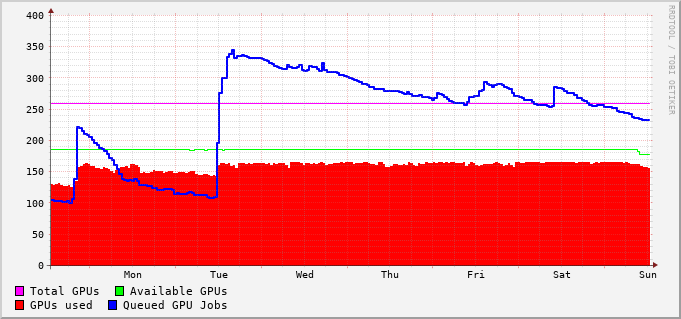 400
350
300
250
200
150
100
50
0
Mon Tue Wed Thu Fri Sat Sun
Total GPUs Available GPUs
GPUs used Queued GPU Jobs
RRDTOOL / TOBI OETIKER